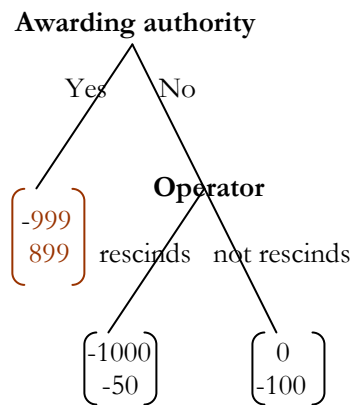 Awarding authority
Yes No
Operator
-999
899
rescinds not rescinds
-1000
-50
0
-100